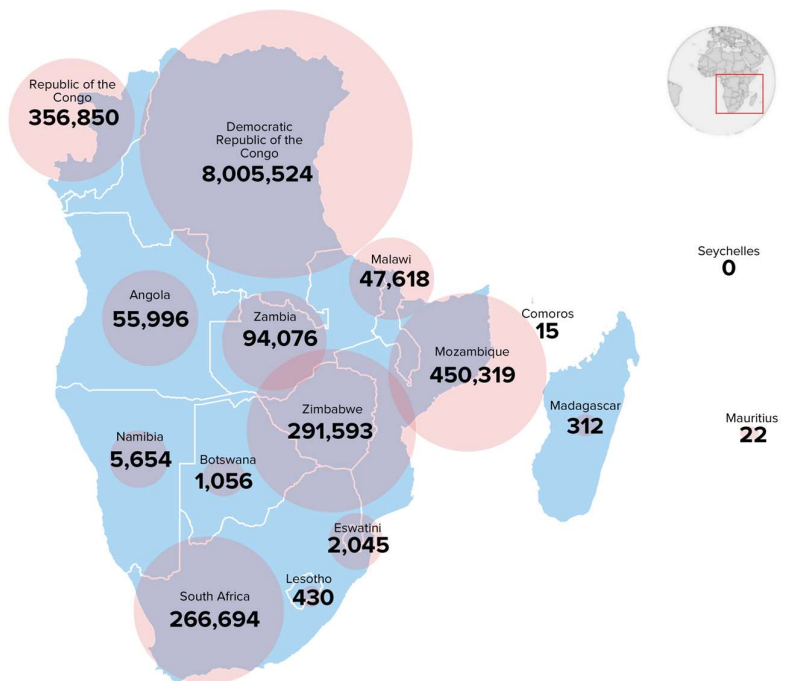 Republic of the
Congo
356,850
Democratic
Republic of the
Congo
8,005,524
Seychelles
0
Malawi
47,618
Angola
55,996
Zambia
94,076
Comoros
15
Mozambique
450,319
Zimbabwe
291,593
Madagascar
312
Mauritius
22
Namibia
5,654
Botswana
1,056
Eswatini
2,045
Lesotho
430
South Africa
266,694